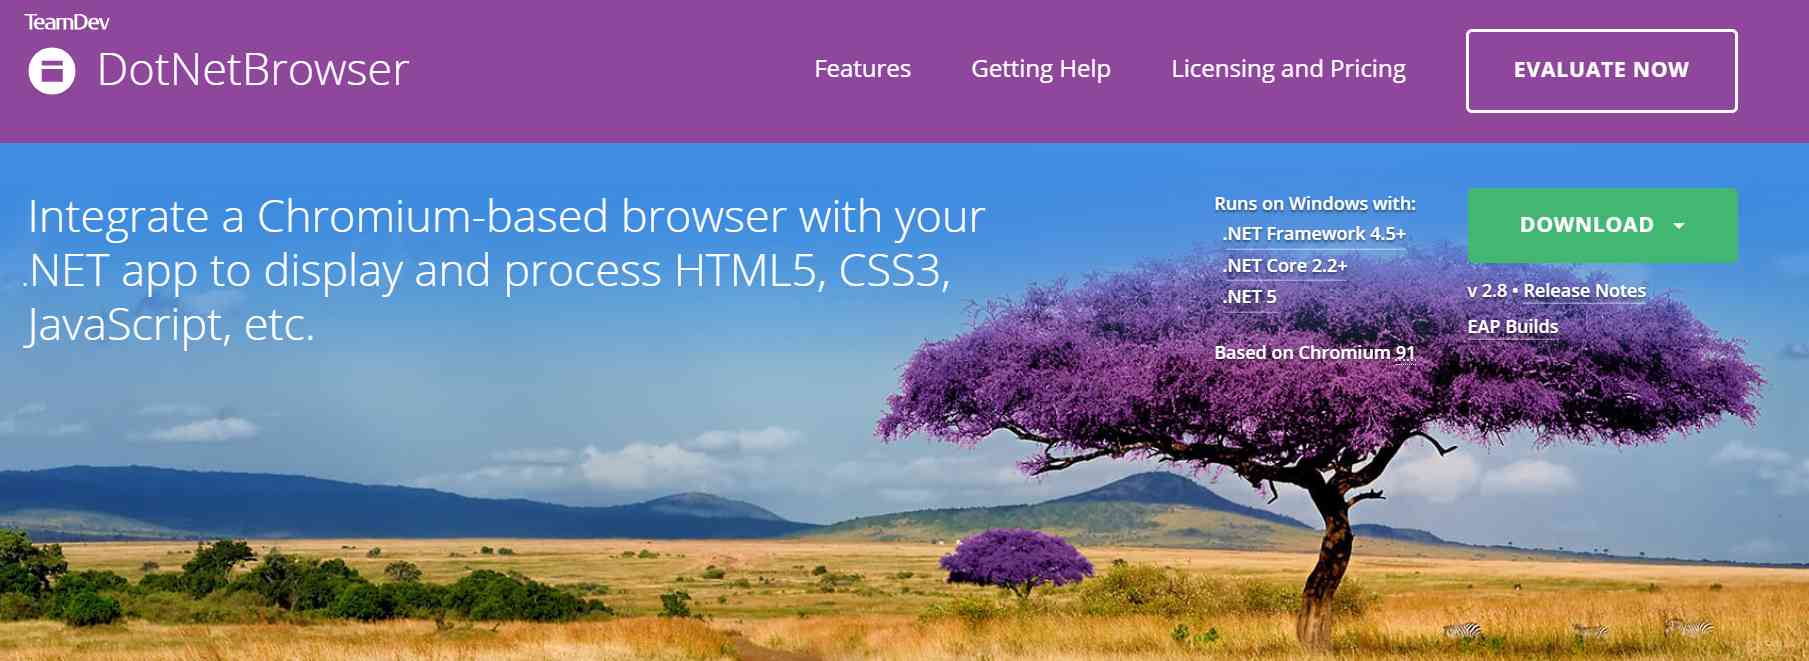 TeamDev
DotNetBrowser
Features
Getting Help
Licensing and Pricing
EVALUATE NOW
Integrate a Chromium-based browser with your
.NET app to display and process HTML5, CSS3,
JavaScript, etc.
Runs on Windows with:
.NET Framework 4.5+
.NET Core 2.2+
.NET 5
Based on Chromium 91
DOWNLOAD
v 2.8 • Release Notes
EAP Builds